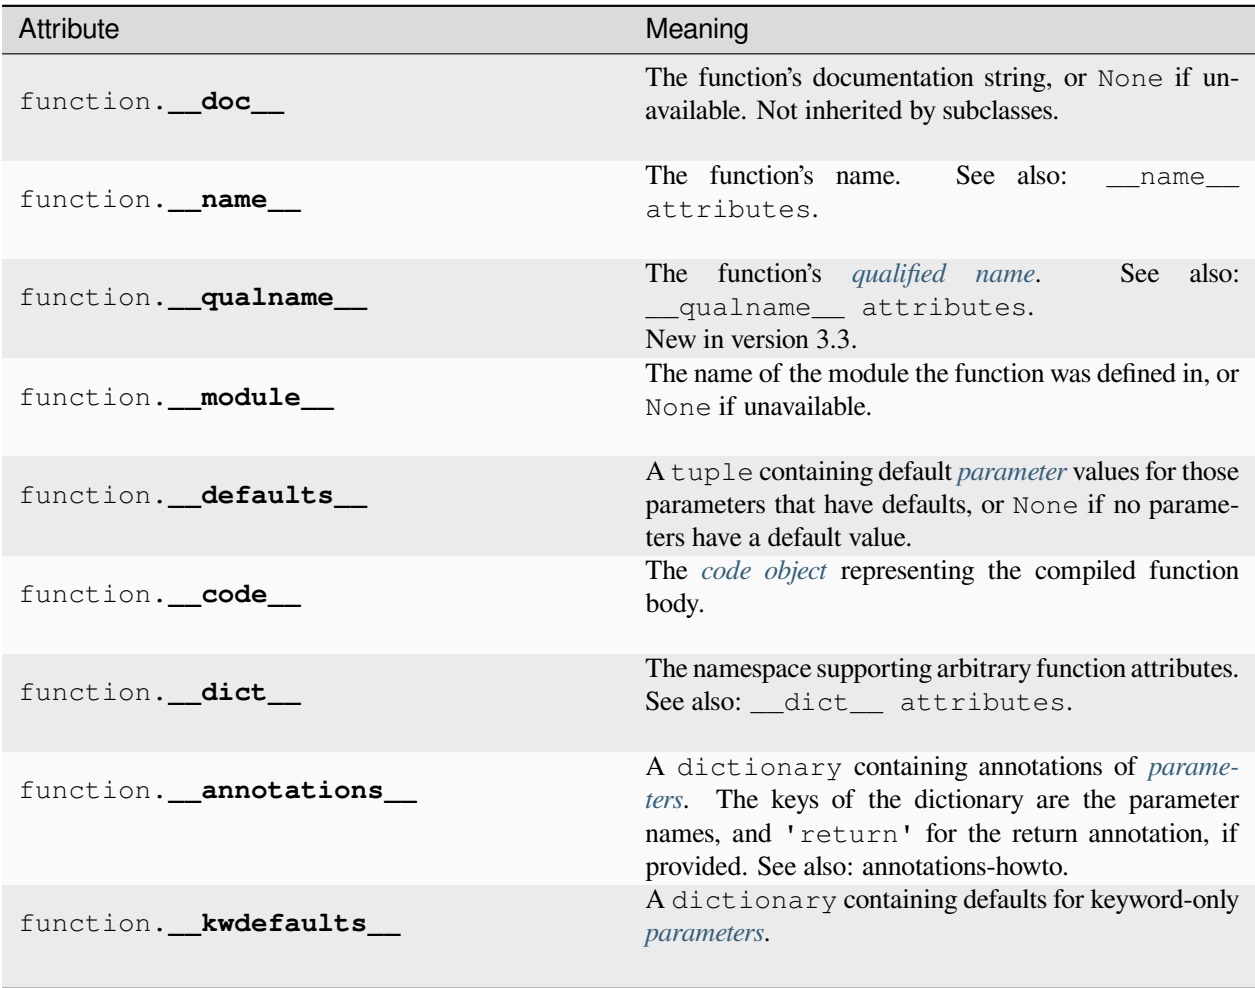 Attribute Meaning
function.__doc__
The function's documentation string, or None if un-
available. Not inherited by subclasses.
function.__name__
The function's name. See also: __name__
attributes.
function.__qualname__
The function's qualified name. See also:
__qualname__ attributes.
New in version 3.3.
function.__module__
The name of the module the function was defined in, or
None if unavailable.
function.__defaults__
A tuple containing default parameter values for those
parameters that have defaults, or None if no parame-
ters have a default value.
function.__code__
The code object representing the compiled function
body.
function.__dict__
The namespace supporting arbitrary function attributes.
See also: __dict__ attributes.
function.__annotations__
A dictionary containing annotations of parame-
ters. The keys of the dictionary are the parameter
names, and 'return' for the return annotation, if
provided. See also: annotations-howto.
function.__kwdefaults__
A dictionary containing defaults for keyword-only
parameters.